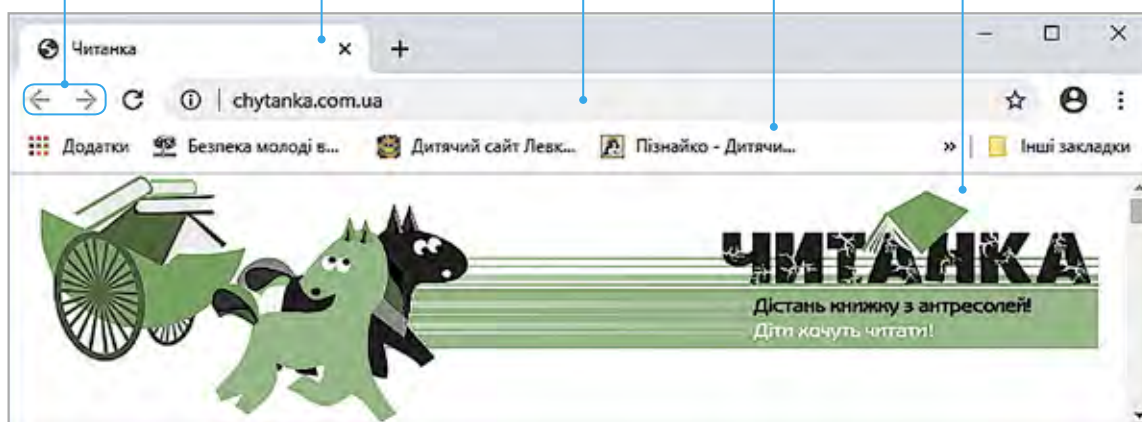 Читанка
chytanka.com.ua
Додатки Безпека молоді в... Дитячий сайт Левк... Пізнайко - Дитячи... » Інші закладки
ЧИТАНКА
Дістань книжку з антресолей!
Діти хочуть читати!